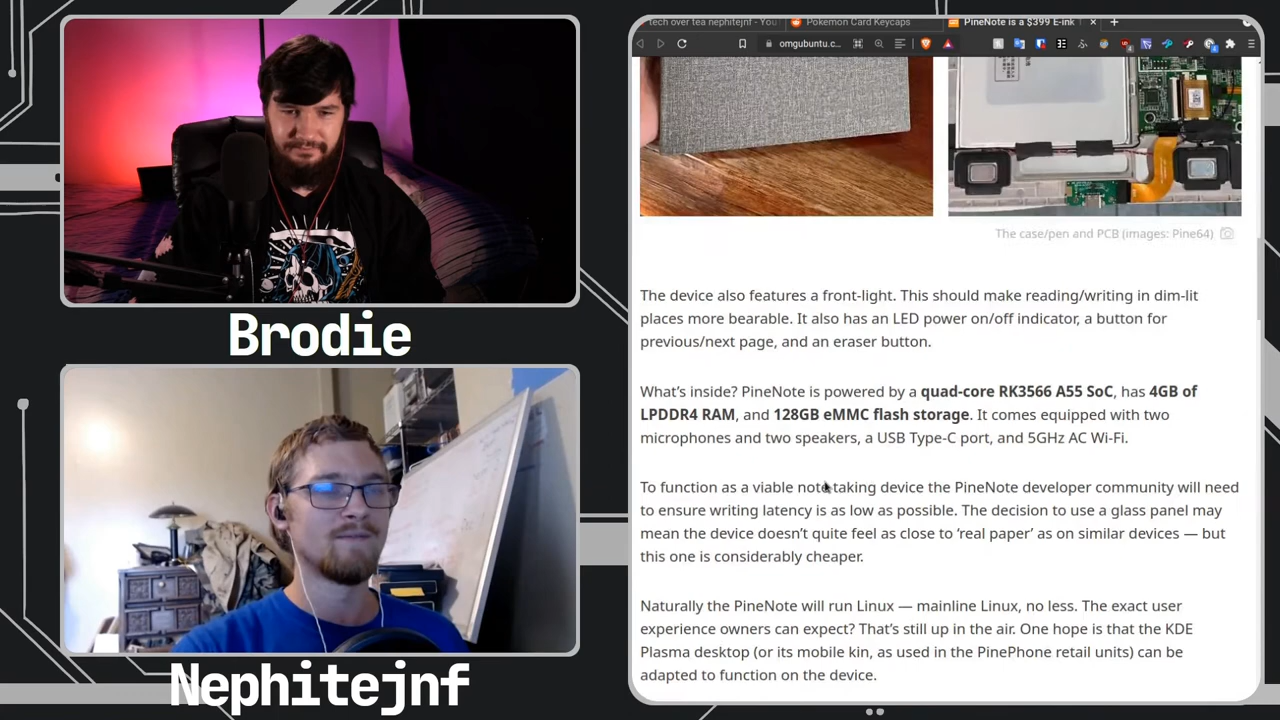 tech over tea nephitejnf - You
Pokemon Card Keycaps
PineNote is a $399 E-ink
omgubuntu.c...
The case/pen and PCB (images: Pine64)
The device also features a front-light. This should make reading/writing in dim-lit
places more bearable. It also has an LED power on/off indicator, a button for
previous/next page, and an eraser button.
What's inside? PineNote is powered by a quad-core RK3566 A55 SoC, has 4GB of
LPDDR4 RAM, and 128GB eMMC flash storage. It comes equipped with two
microphones and two speakers, a USB Type-C port, and 5GHz AC Wi-Fi.
To function as a viable note-taking device the PineNote developer community will need
to ensure writing latency is as low as possible. The decision to use a glass panel may
mean the device doesn't quite feel as close to ‘real paper’ as on similar devices — but
this one is considerably cheaper.
Naturally the PineNote will run Linux — mainline Linux, no less. The exact user
experience owners can expect? That's still up in the air. One hope is that the KDE
Plasma desktop (or its mobile kin, as used in the PinePhone retail units) can be
adapted to function on the device.
Brodie
Nephitejnf